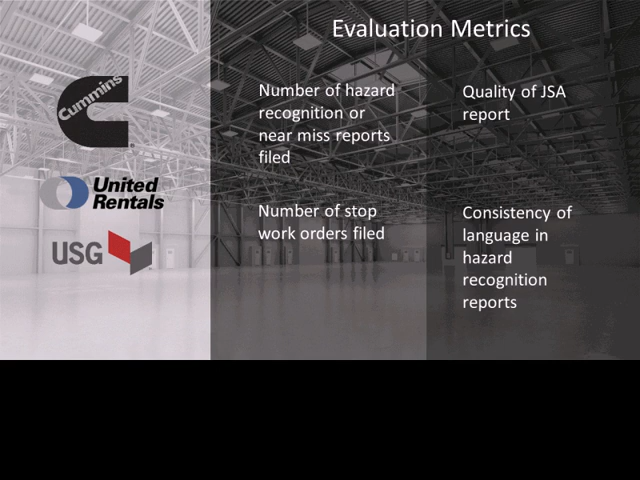 Evaluation Metrics
Cummins
United
Rentals
USG
Number of hazard
recognition or
near miss reports
filed
Quality of JSA
report
Number of stop
work orders filed
Consistency of
language in
hazard
recognition
reports